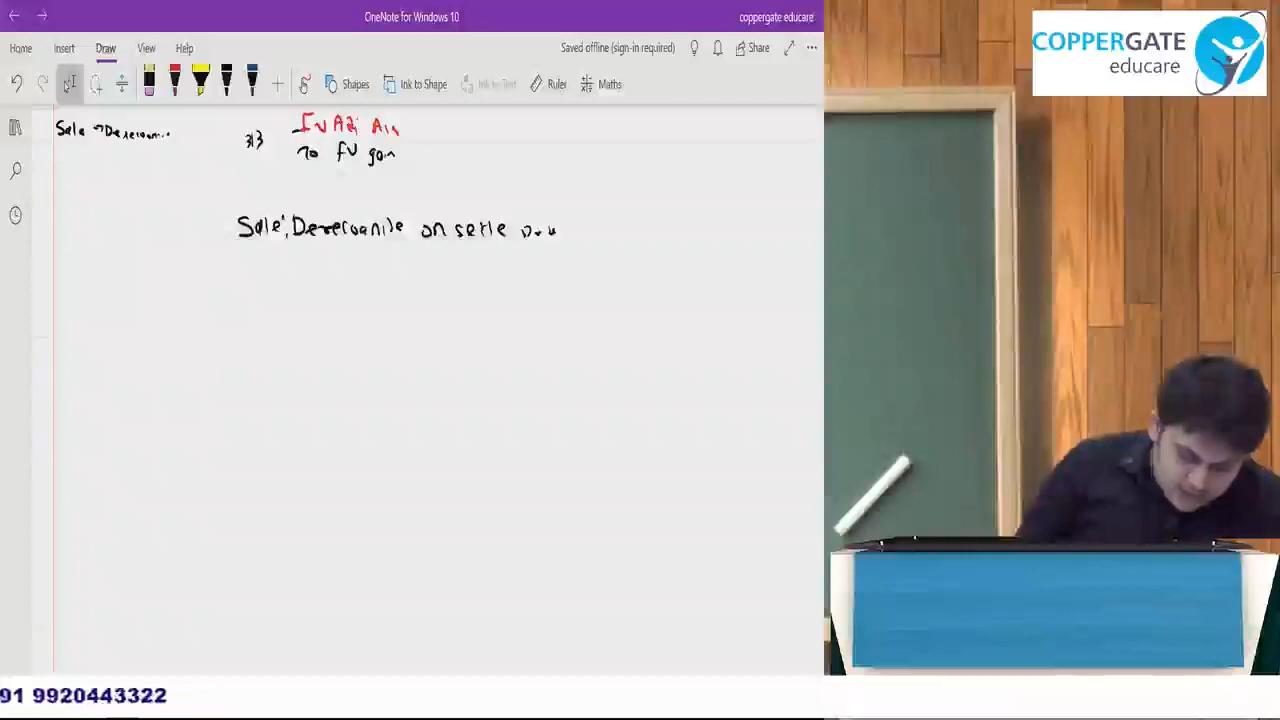 OneNote for Windows 10
coppergate educare
Home Insert Draw View Help
Saved offline (sign-in required)
Share
Shapes
Ink to Shape
Ink to Text
Ruler
Maths
COPPERGATE
educare
Sale
31/3
FV Adj A/c
To FV gain
Sale: on settle
91 9920443322